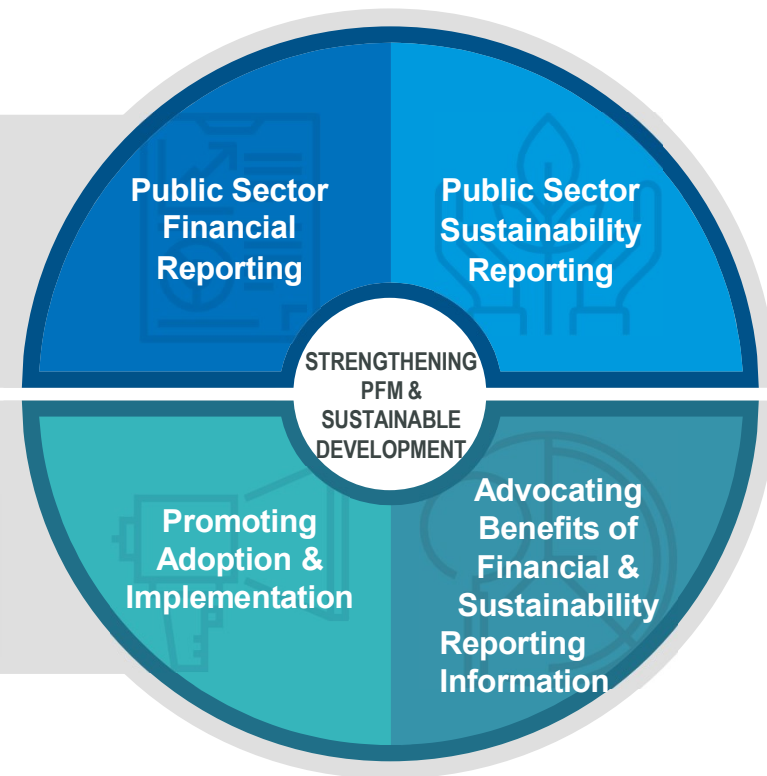 Public Sector
Financial
Reporting
Public Sector
Sustainability
Reporting
STRENGTHENING
PFM &
SUSTAINABLE
DEVELOPMENT
Promoting
Adoption &
Implementation
Advocating
Benefits of
Financial &
Sustainability
Reporting
Information